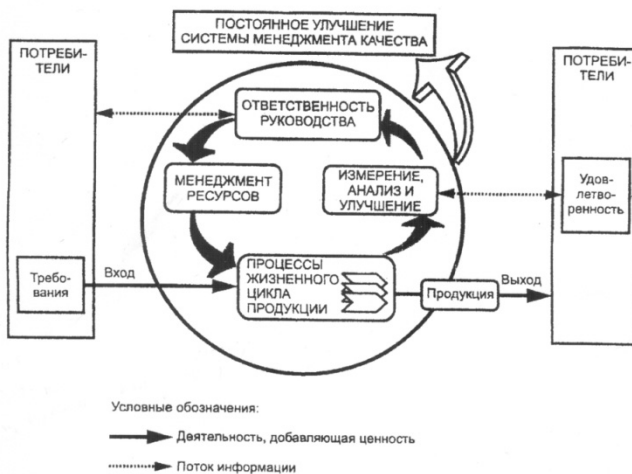 ПОСТОЯННОЕ УЛУЧШЕНИЕ
СИСТЕМЫ МЕНЕДЖМЕНТА КАЧЕСТВА
ПОТРЕБИ-
ТЕЛИ
ПОТРЕБИ-
ТЕЛИ
ОТВЕТСТВЕННОСТЬ
РУКОВОДСТВА
МЕНЕДЖМЕНТ
РЕСУРСОВ
ИЗМЕРЕНИЕ,
АНАЛИЗ И
УЛУЧШЕНИЕ
Удов-
летво-
ренность
Требо-
вания
Вход
ПРОЦЕССЫ
ЖИЗНЕННОГО
ЦИКЛА
ПРОДУКЦИИ
Продукция
Выход
Условные обозначения:
Деятельность, добавляющая ценность
Поток информации